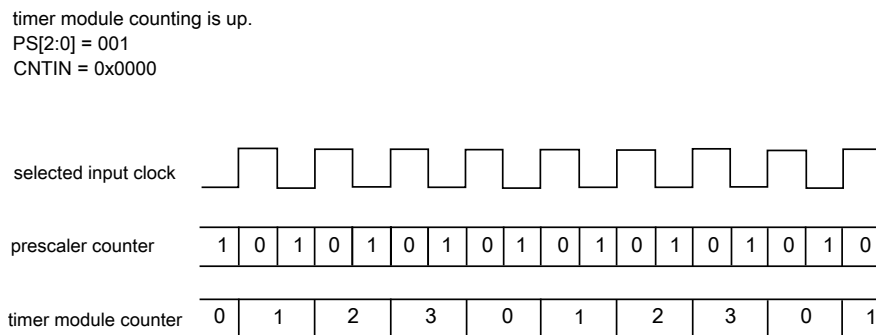 timer module counting is up.
PS[2:0] = 001
CNTIN = 0x0000
selected input clock
prescaler counter 1 0 1 0 1 0 1 0 1 0 1 0 1 0 1 0 1 0
timer module counter 0 1 2 3 0 1 2 3 0 1